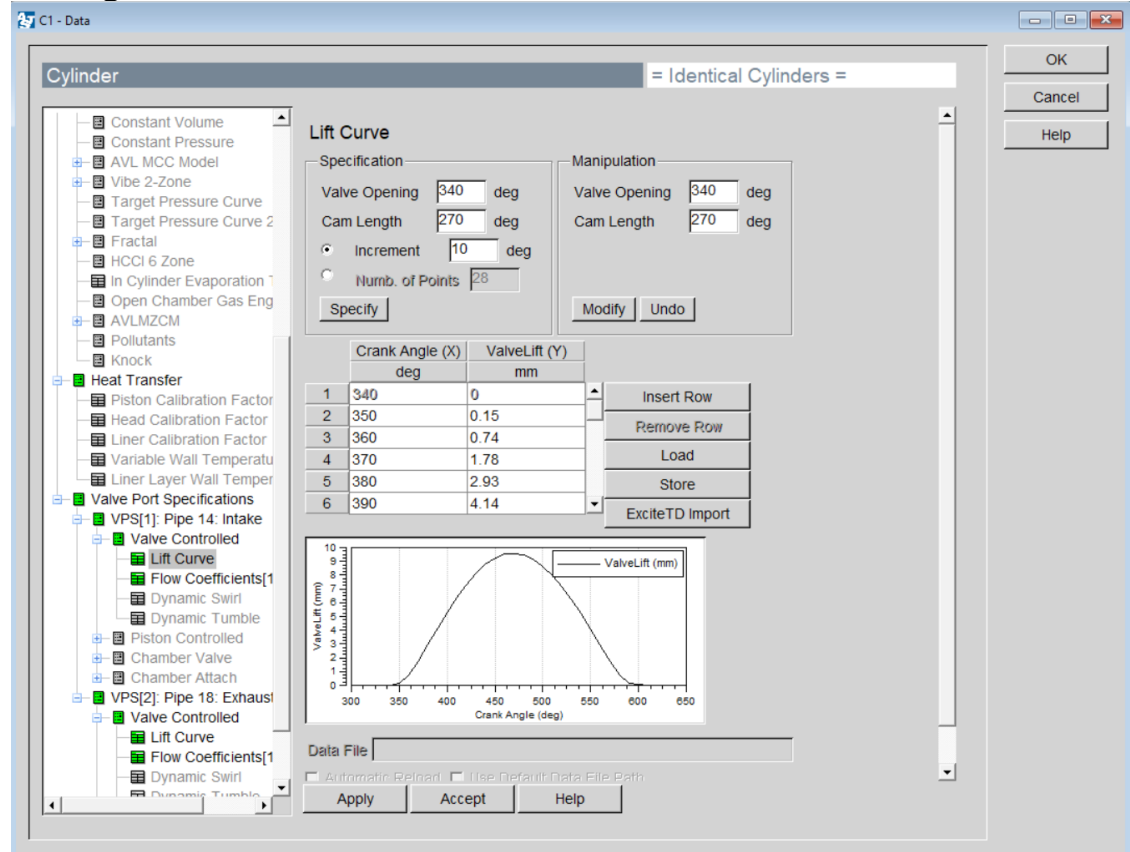 C1 - Data
Cylinder = Identical Cylinders =
OK
Cancel
Help
Constant Volume
Constant Pressure
AVL MCC Model
Vibe 2-Zone
Target Pressure Curve
Target Pressure Curve 2
Fractal
HCCI 6 Zone
In Cylinder Evaporation
Open Chamber Gas Eng
AVLMZCM
Pollutants
Knock
Heat Transfer
Piston Calibration Factor
Head Calibration Factor
Liner Calibration Factor
Variable Wall Temperatu
Liner Layer Wall Temper
Valve Port Specifications
VPS[1]: Pipe 14: Intake
Valve Controlled
Lift Curve
Flow Coefficients[1
Dynamic Swirl
Dynamic Tumble
Piston Controlled
Chamber Valve
Chamber Attach
VPS[2]: Pipe 18: Exhaust
Valve Controlled
Lift Curve
Flow Coefficients[1
Dynamic Swirl
Dynamic Tumble
Lift Curve
Specification
Valve Opening 340 deg
Cam Length 270 deg
Increment 10 deg
Numb. of Points 28
Specify
Manipulation
Valve Opening 340 deg
Cam Length 270 deg
Modify Undo
Crank Angle (X) ValveLift (Y)
deg mm
1 340 0
2 350 0.15
3 360 0.74
4 370 1.78
5 380 2.93
6 390 4.14
Insert Row
Remove Row
Load
Store
ExciteTD Import
ValveLift (mm)
10
9
8
7
6
5
4
3
2
1
0
ValveLift (mm)
300 350 400 450 500 550 600 650
Crank Angle (deg)
Data File
Automatic Reload Use Default Data File Path
Apply Accept Help